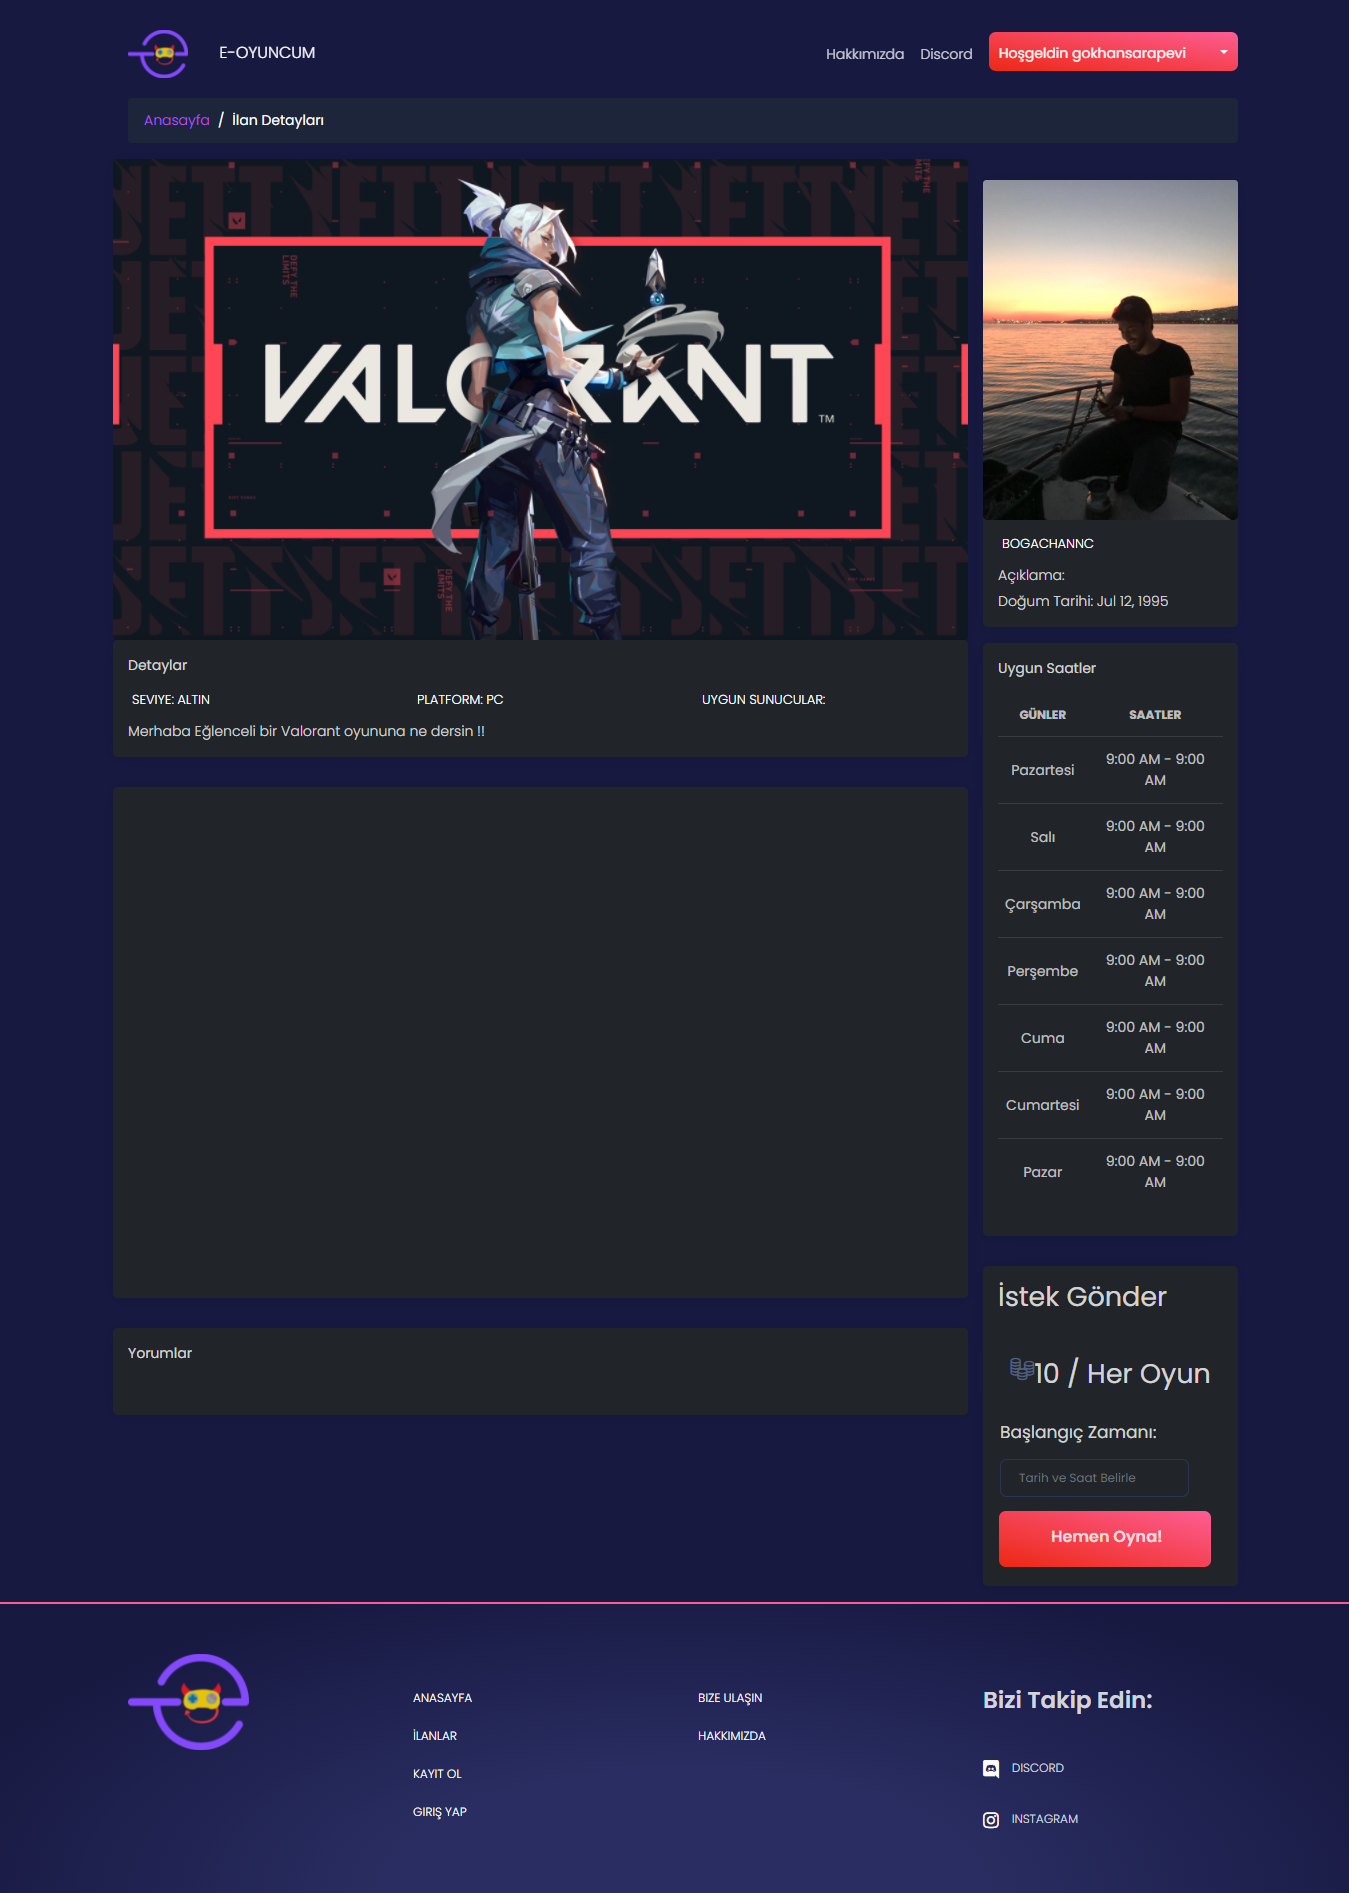 E-OYUNCUM
Hakkımızda
Discord
Hoşgeldin gokhansarapevi
Anasayfa / İlan Detayları
DEFY THE
LIMITS
VALORANT
TM
DEFY THE
LIMITS
Detaylar
SEVIYE: ALTIN
PLATFORM: PC
UYGUN SUNUCULAR:
Merhaba Eğlenceli bir Valorant oyununa ne dersin !!
Yorumlar
BOGACHANNC
Açıklama:
Doğum Tarihi: Jul 12, 1995
Uygun Saatler
GÜNLER SAATLER
Pazartesi 9:00 AM - 9:00
AM
Salı 9:00 AM - 9:00
AM
Çarşamba 9:00 AM - 9:00
AM
Perşembe 9:00 AM - 9:00
AM
Cuma 9:00 AM - 9:00
AM
Cumartesi 9:00 AM - 9:00
AM
Pazar 9:00 AM - 9:00
AM
İstek Gönder
10 / Her Oyun
Başlangıç Zamanı:
Tarih ve Saat Belirle
Hemen Oyna!
ANASAYFA
İLANLAR
KAYIT OL
GIRIŞ YAP
BIZE ULAŞIN
HAKKIMIZDA
Bizi Takip Edin:
DISCORD
INSTAGRAM